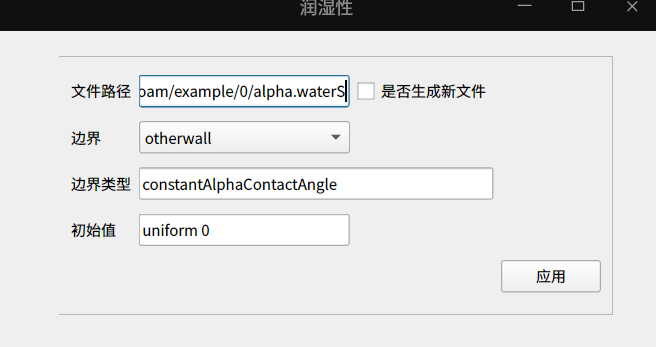 润湿性
文件路径 oam/example/0/alpha.waterS 是否生成新文件
边界 otherwall
边界类型 constantAlphaContactAngle
初始值 uniform 0
应用